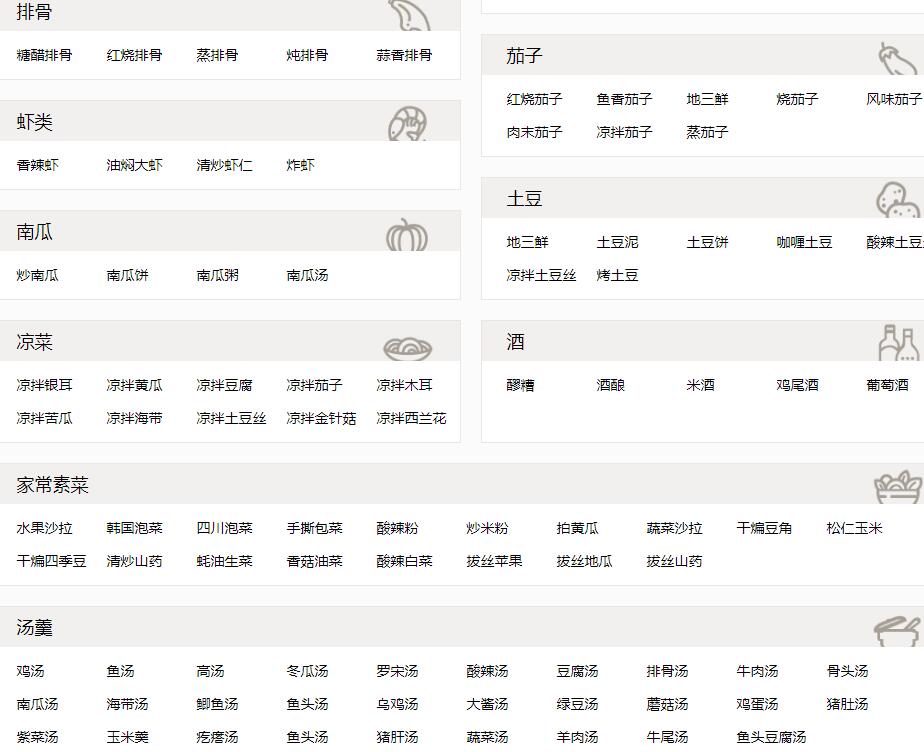 排骨
糖醋排骨 红烧排骨 蒸排骨 炖排骨 蒜香排骨
虾类
香辣虾 油焖大虾 清炒虾仁 炸虾
南瓜
炒南瓜 南瓜饼 南瓜粥 南瓜汤
凉菜
凉拌银耳 凉拌黄瓜 凉拌豆腐 凉拌茄子 凉拌木耳
凉拌苦瓜 凉拌海带 凉拌土豆丝 凉拌金针菇 凉拌西兰花
茄子
红烧茄子 鱼香茄子 地三鲜 烧茄子 风味茄子
肉末茄子 凉拌茄子 蒸茄子
土豆
地三鲜 土豆泥 土豆饼 咖喱土豆 酸辣土豆
凉拌土豆丝 烤土豆
酒
醪糟 酒酿 米酒 鸡尾酒 葡萄酒
家常素菜
水果沙拉 韩国泡菜 四川泡菜 手撕包菜 酸辣粉 炒米粉 拍黄瓜 蔬菜沙拉 干煸豆角 松仁玉米
干煸四季豆 清炒山药 蚝油生菜 香菇油菜 酸辣白菜 拔丝苹果 拔丝地瓜 拔丝山药
汤羹
鸡汤 鱼汤 高汤 冬瓜汤 罗宋汤 酸辣汤 豆腐汤 排骨汤 牛肉汤 骨头汤
南瓜汤 海带汤 鲫鱼汤 鱼头汤 乌鸡汤 大酱汤 绿豆汤 蘑菇汤 鸡蛋汤 猪肚汤
紫菜汤 玉米羹 疙瘩汤 鱼头汤 猪肝汤 蔬菜汤 羊肉汤 牛尾汤 鱼头豆腐汤